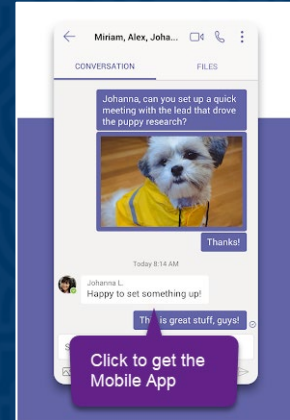 Miriam, Alex, Joha...
CONVERSATION
FILES
Johanna, can you set up a quick
meeting with the lead that drove
the puppy research?
Thanks!
Today 8:14 AM
Johanna L.
Happy to set something up!
is great stuff, guys!
Click to get the
Mobile App